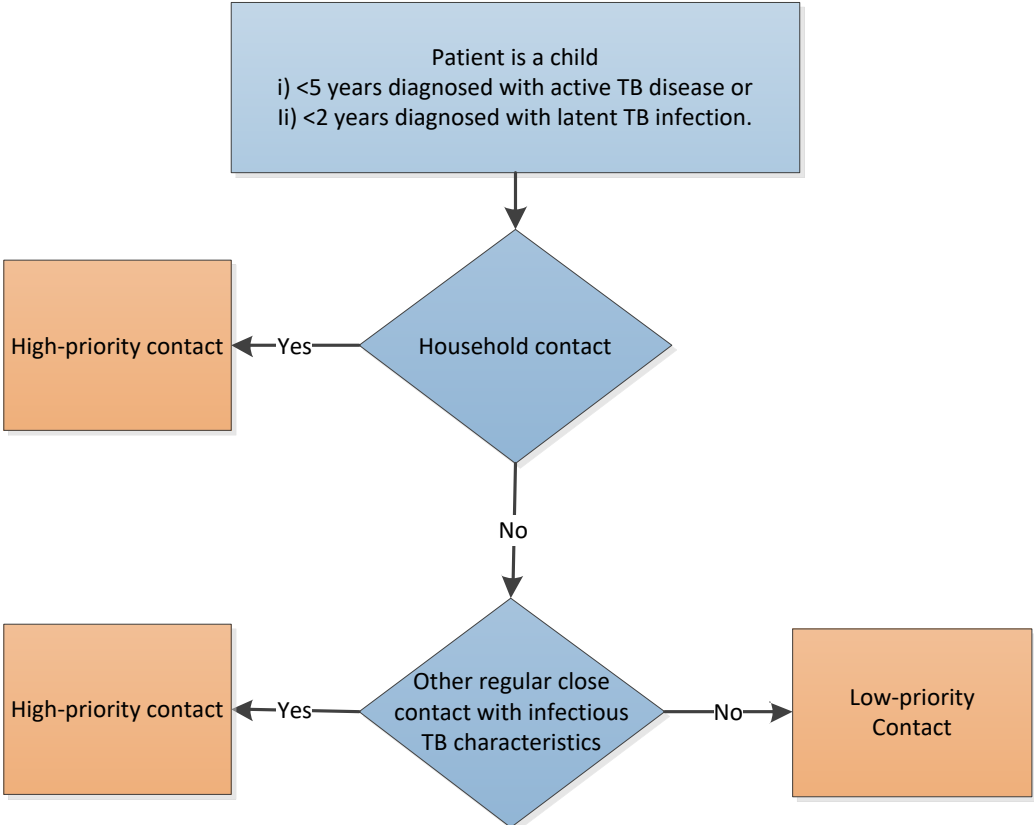 Patient is a child
i) <5 years diagnosed with active TB disease or
Ii) <2 years diagnosed with latent TB infection.
High-priority contact
Yes
Household contact
No
High-priority contact
Yes
Other regular close
contact with infectious
TB characteristics
No
Low-priority
Contact